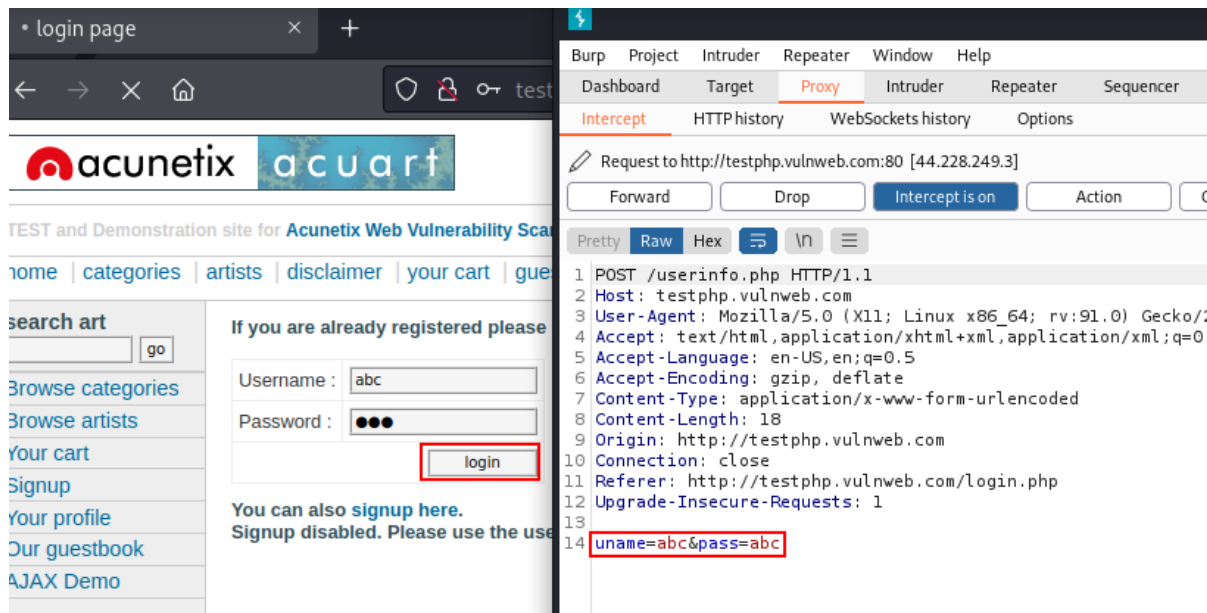 • login page × +
test
acunetix acuart
TEST and Demonstration site for Acunetix Web Vulnerability Scan
home | categories | artists | disclaimer | your cart |
search art
go
Browse categories
Browse artists
Your cart
Signup
Your profile
Our guestbook
AJAX Demo
If you are already registered please
Username : abc
Password : ●●●
login
You can also signup here.
Signup disabled. Please use the
Burp Project Intruder Repeater Window Help
Dashboard Target Proxy Intruder Repeater Sequencer
Intercept HTTP history WebSockets history Options
Request to http://testphp.vulnweb.com:80 [44.228.249.3]
Forward Drop Intercept is on Action
Pretty Raw Hex \n
1 POST /userinfo.php HTTP/1.1
2 Host: testphp.vulnweb.com
3 User-Agent: Mozilla/5.0 (X11; Linux x86_64; rv:91.0) Gecko/2
4 Accept: text/html,application/xhtml+xml,application/xml;q=0
5 Accept-Language: en-US,en;q=0.5
6 Accept-Encoding: gzip, deflate
7 Content-Type: application/x-www-form-urlencoded
8 Content-Length: 18
9 Origin: http://testphp.vulnweb.com
10 Connection: close
11 Referer: http://testphp.vulnweb.com/login.php
12 Upgrade-Insecure-Requests: 1
13
14 uname=abc&pass=abc